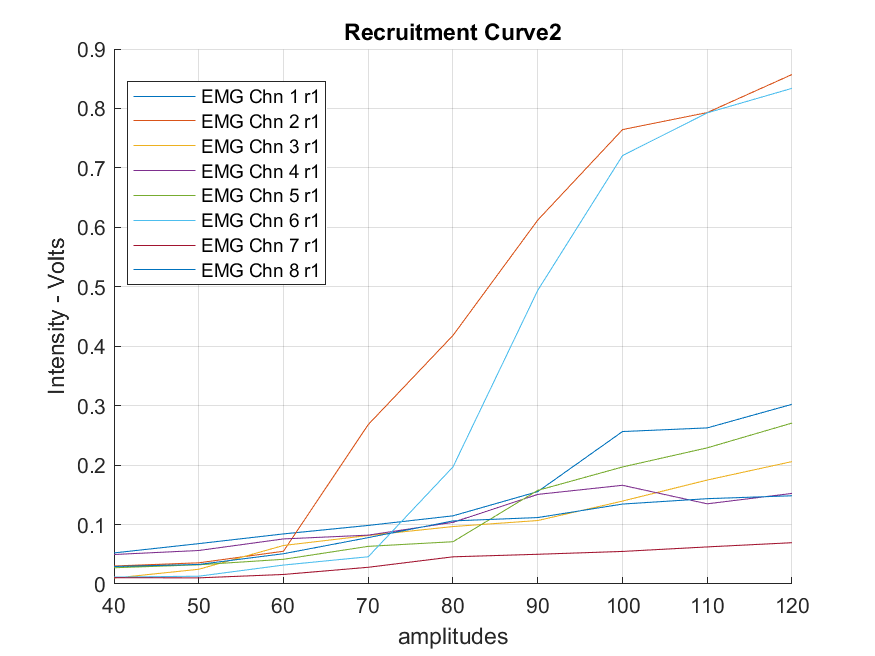 Recruitment Curve2
0.9
0.8
0.7
0.6
0.5
0.4
0.3
0.2
0.1
0
Intensity - Volts
EMG Chn 1 r1
EMG Chn 2 r1
EMG Chn 3 r1
EMG Chn 4 r1
EMG Chn 5 r1
EMG Chn 6 r1
EMG Chn 7 r1
EMG Chn 8 r1
40 50 60 70 80 90 100 110 120
amplitudes